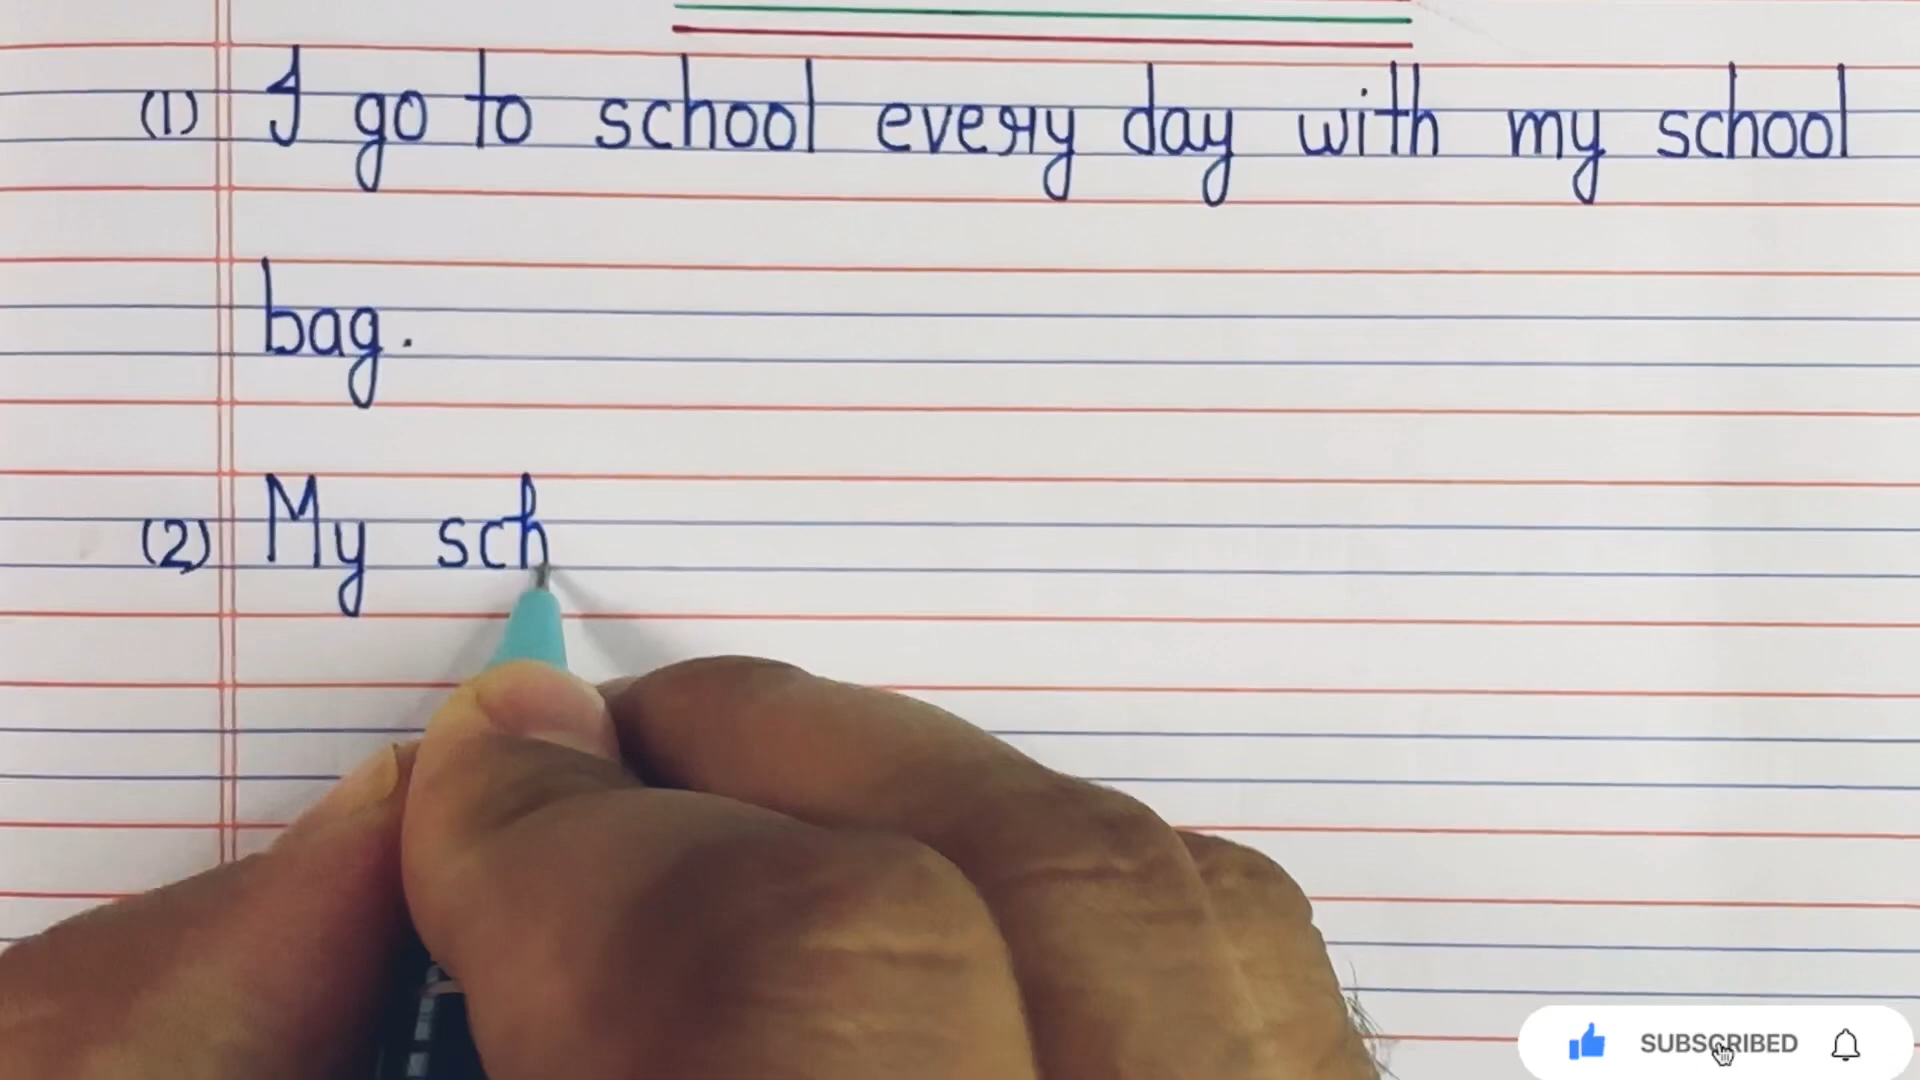 (1) I go to school every day with my school
bag.
(2) My sch
SUBSCRIBED